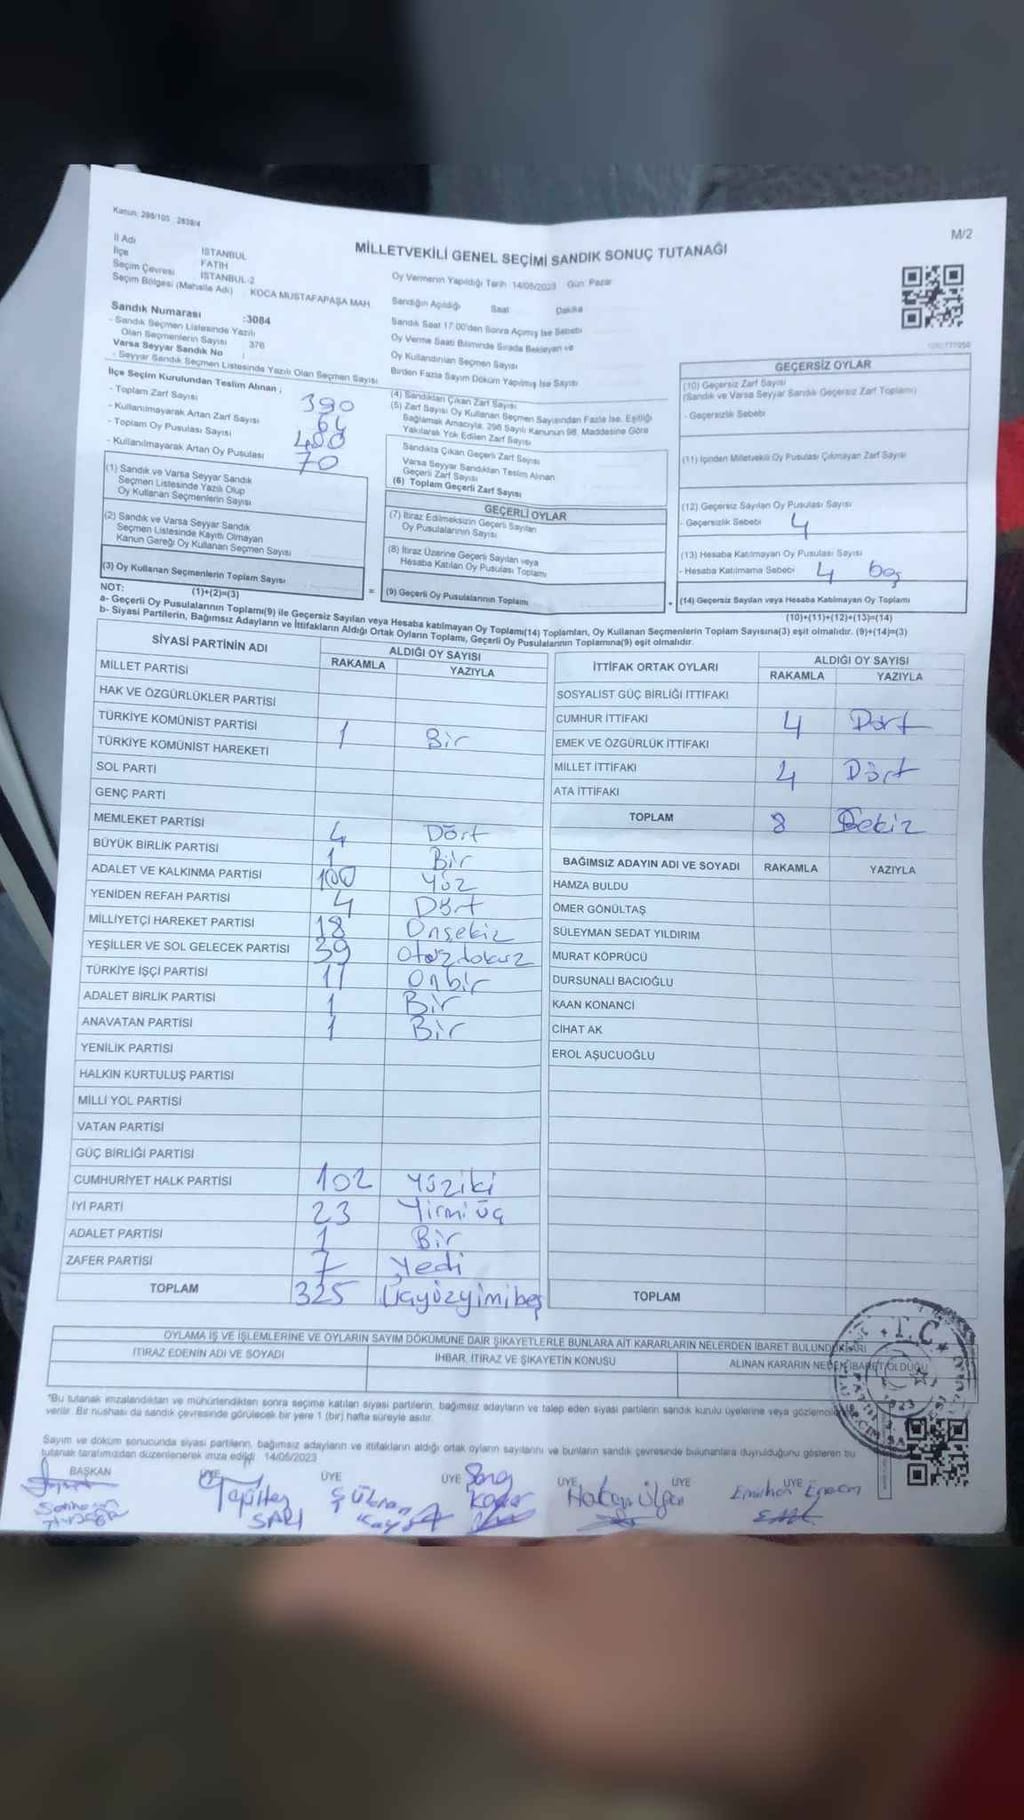 Kanun: 298/105 2839/4
M/2
MİLLETVEKİLİ GENEL SEÇİMİ SANDIK SONUÇ TUTANAĞI
İl Adı İSTANBUL
İlçe FATİH
Seçim Çevresi İSTANBUL-2
Seçim Bölgesi (Mahalle Adı) : KOCA MUSTAFAPAŞA MAH.
Sandık Numarası :3084
- Sandık Seçmen Listesinde Yazılı
Olan Seçmenlerin Sayısı 376
Varsa Seyyar Sandık No :
- Seyyar Sandık Seçmen Listesinde Yazılı Olan Seçmen Sayısı
Oy Vermenin Yapıldığı Tarih 14/05/2023 Gün Pazar
Sandığın Açıldığı Saat Dakika
Sandık Saat 17.00'den Sonra Açımış İse Sebebi
Oy Verme Saati Bitiminde Sırada Bekleyen ve
Oy Kullandırılan Seçmen Sayısı
Birden Fazla Sayım Döküm Yapılmış İse Sayısı
İlçe Seçim Kurulundan Teslim Alınan ;
- Toplam Zarf Sayısı 390
- Kullanılmayarak Artan Zarf Sayısı
- Toplam Oy Pusulası Sayısı 400
- Kullanılmayarak Artan Oy Pusulası 70
(1) Sandık ve Varsa Seyyar Sandık
Seçmen Listesinde Yazılı Olup
Oy Kullanan Seçmenlerin Sayısı
(2) Sandık ve Varsa Seyyar Sandık
Seçmen Listesinde Kayıtlı Olmayan
Kanun Gereği Oy Kullanan Seçmen Sayısı
(3) Oy Kullanan Seçmenlerin Toplam Sayısı
(1)+(2)=(3)
(4) Sandıktan Çıkan Zarf Sayısı
(5) Zarf Sayısı Oy Kullanan Seçmen Sayısından Fazla İse, Eşitliği
Sağlamak Amacıyla, 298 Sayılı Kanunun 98. Maddesine Göre
Yakılarak Yok Edilen Zarf Sayısı
Sandıkta Çıkan Geçerli Zarf Sayısı
Varsa Seyyar Sandıktan Teslim Alınan
Geçerli Zarf Sayısı
(6) Toplam Geçerli Zarf Sayısı
GEÇERLİ OYLAR
(7) İtiraz Edilmeksizin Geçerli Sayılan
Oy Pusulalarının Sayısı
(8) İtiraz Üzerine Geçerli Sayılan veya
Hesaba Katılan Oy Pusulası Toplamı
= (9) Geçerli Oy Pusulalarının Toplamı
GEÇERSİZ OYLAR
(10) Geçersiz Zarf Sayısı
(Sandık ve Varsa Seyyar Sandık Geçersiz Zarf Toplamı)
- Geçersizlik Sebebi
(11) İçinden Milletvekili Oy Pusulası Çıkmayan Zarf Sayısı
(12) Geçersiz Sayılan Oy Pusulası Sayısı
- Geçersizlik Sebebi 4
(13) Hesaba Katılmayan Oy Pusulası Sayısı
- Hesaba Katılmama Sebebi 4 boş
+ (14) Geçersiz Sayılan veya Hesaba Katılmayan Oy Toplamı
(10)+(11)+(12)+(13)=(14)
NOT:
a- Geçerli Oy Pusulalarının Toplamı(9) ile Geçersiz Sayılan veya Hesaba katılmayan Oy Toplamı(14) Toplamları, Oy Kullanan Seçmenlerin Toplam Sayısına(3) eşit olmalıdır. (9)+(14)=(3)
b- Siyasi Partilerin, Bağımsız Adayların ve İttifakların Aldığı Ortak Oyların Toplamı, Geçerli Oy Pusulalarının Toplamına(9) eşit olmalıdır.
SİYASİ PARTİNİN ADI ALDIĞI OY SAYISI
RAKAMLA YAZIYLA
MİLLET PARTİSİ
HAK VE ÖZGÜRLÜKLER PARTİSİ
TÜRKİYE KOMÜNİST PARTİSİ 1 Bir
TÜRKİYE KOMÜNİST HAREKETİ
SOL PARTİ
GENÇ PARTİ
MEMLEKET PARTİSİ 4 Dört
BÜYÜK BİRLİK PARTİSİ 1 Bir
ADALET VE KALKINMA PARTİSİ 100 Yüz
YENİDEN REFAH PARTİSİ 4 Dört
MİLLİYETÇİ HAREKET PARTİSİ 18 Onsekiz
YEŞİLLER VE SOL GELECEK PARTİSİ 39 Otuzdokuz
TÜRKİYE İŞÇİ PARTİSİ 11 Onbir
ADALET BİRLİK PARTİSİ 1 Bir
ANAVATAN PARTİSİ 1 Bir
YENİLİK PARTİSİ
HALKIN KURTULUŞ PARTİSİ
MİLLİ YOL PARTİSİ
VATAN PARTİSİ
GÜÇ BİRLİĞİ PARTİSİ
CUMHURİYET HALK PARTİSİ 102 Yüziki
İYİ PARTİ 23 Yirmiüç
ADALET PARTİSİ 1 Bir
ZAFER PARTİSİ 7 Yedi
TOPLAM 325 Üçyüzyimibeş
İTTİFAK ORTAK OYLARI ALDIĞI OY SAYISI
RAKAMLA YAZIYLA
SOSYALİST GÜÇ BİRLİĞİ İTTİFAKI
CUMHUR İTTİFAKI 4 Dört
EMEK VE ÖZGÜRLÜK İTTİFAKI
MİLLET İTTİFAKI 4 Dört
ATA İTTİFAKI
TOPLAM 8 Sekiz
BAĞIMSIZ ADAYIN ADI VE SOYADI RAKAMLA YAZIYLA
HAMZA BULDU
ÖMER GÖNÜLTAŞ
SÜLEYMAN SEDAT YILDIRIM
MURAT KÖPRÜCÜ
DURSUNALİ BACIOĞLU
KAAN KONANCİ
CİHAT AK
EROL AŞUCUOĞLU
TOPLAM
OYLAMA İŞ VE İŞLEMLERİNE VE OYLARIN SAYIM DÖKÜMÜNE DAİR ŞİKAYETLERLE BUNLARA AİT KARARLARIN NELERDEN İBARET BULUNDUKLARI
İTİRAZ EDENİN ADI VE SOYADI İHBAR, İTİRAZ VE ŞİKAYETİN KONUSU ALINAN KARARIN NEDEN İBARET OLDUĞU
T.C.
"Bu tutanak imzalandıktan ve mühürlendikten sonra seçime katılan siyasi partilerin, bağımsız adayların ve talep eden siyasi partilerin sandık kurulu üyelerine veya gözlemcilerine
verilir. Bir nüshası da sandık çevresinde görülecek bir yere 1 (bir) hafta süreyle asılır.
Sayım ve döküm sonucunda siyasi partilerin, bağımsız adayların ve ittifakların aldığı ortak oyların sayılarını ve bunların sandık çevresinde bulunanlara duyrulduğunu gösteren bu
tutanak tarafımızdan düzenlenerek imza edildi 14/05/2023
BAŞKAN ÜYE ÜYE ÜYE ÜYE ÜYE ÜYE
SARI Şükran Hakan Ülgen